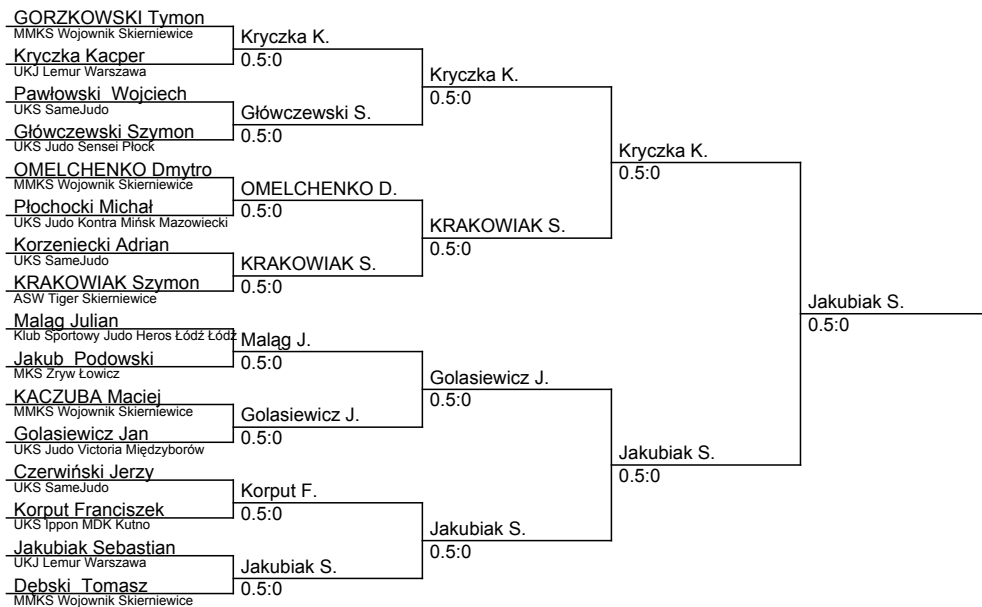 GORZKOWSKI Tymon
MMKS Wojownik Skierniewice
Kryczka Kacper
UKJ Lemur Warszawa
Pawłowski Wojciech
UKS SameJudo
Główczewski Szymon
UKS Judo Sensei Płock
OMELCHENKO Dmytro
MMKS Wojownik Skierniewice
Płochocki Michał
UKS Judo Kontra Mińsk Mazowiecki
Korzeniecki Adrian
UKS SameJudo
KRAKOWIAK Szymon
ASW Tiger Skierniewice
Maląg Julian
Klub Sportowy Judo Heros Łódź Łódź
Jakub Podowski
MKS Zryw Łowicz
KACZUBA Maciej
MMKS Wojownik Skierniewice
Golasiewicz Jan
UKS Judo Victoria Międzyborów
Czerwiński Jerzy
UKS SameJudo
Korput Franciszek
UKS Ippon MDK Kutno
Jakubiak Sebastian
UKJ Lemur Warszawa
Dębski Tomasz
MMKS Wojownik Skierniewice
Kryczka K.
0.5:0
Główczewski S.
0.5:0
OMELCHENKO D.
0.5:0
KRAKOWIAK S.
0.5:0
Maląg J.
0.5:0
Golasiewicz J.
0.5:0
Korput F.
0.5:0
Jakubiak S.
0.5:0
Kryczka K.
0.5:0
KRAKOWIAK S.
0.5:0
Golasiewicz J.
0.5:0
Jakubiak S.
0.5:0
Kryczka K.
0.5:0
Jakubiak S.
0.5:0
Jakubiak S.
0.5:0